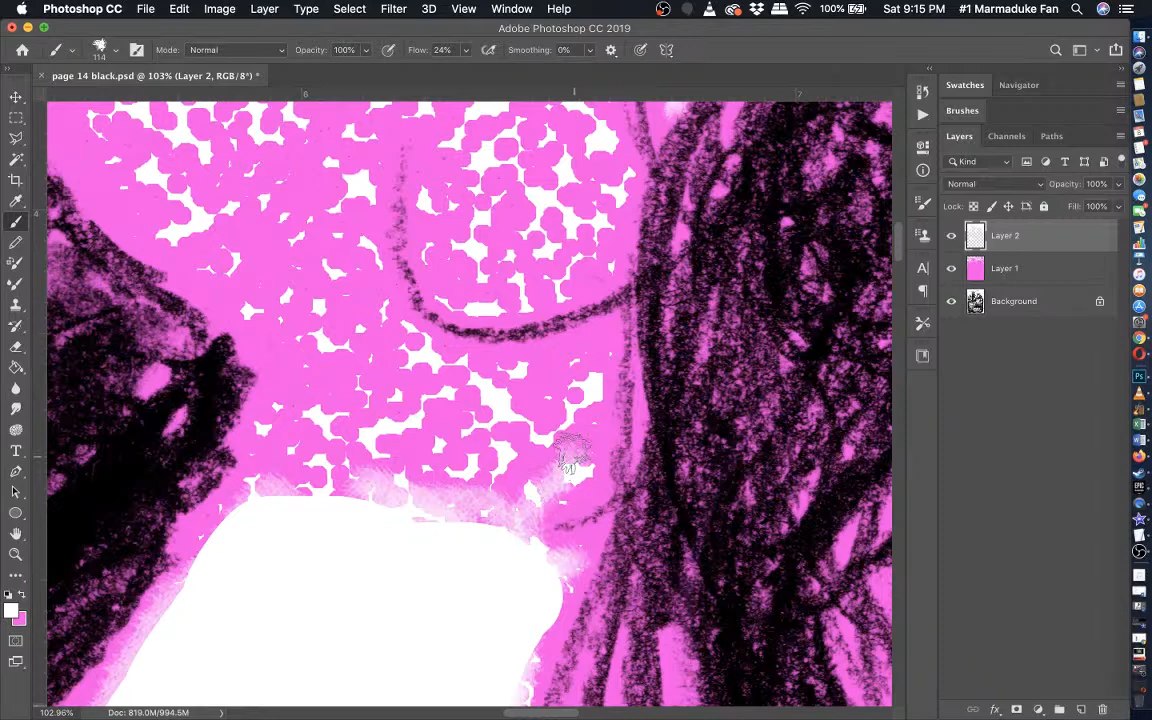 Photoshop CC File Edit Image Layer Type Select Filter 3D View Window Help 100% Sat 9:15 PM #1 Marmaduke Fan
Adobe Photoshop CC 2019
114 Mode: Normal Opacity: 100% Flow: 24% Smoothing: 0%
page 14 black.psd @ 103% (Layer 2, RGB/8*) *
Swatches Navigator
Brushes
Layers Channels Paths
Kind
Normal Opacity: 100%
Lock: Fill: 100%
Layer 2
Layer 1
Background
6 7
4
102.96% Doc: 819.0M/994.5M